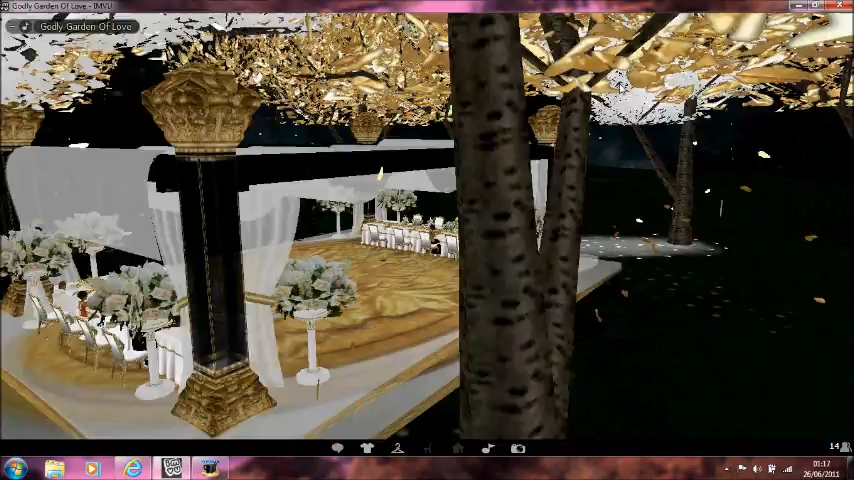 Godly Garden Of Love - IMVU
Godly Garden Of Love
14
01:17
26/06/2011